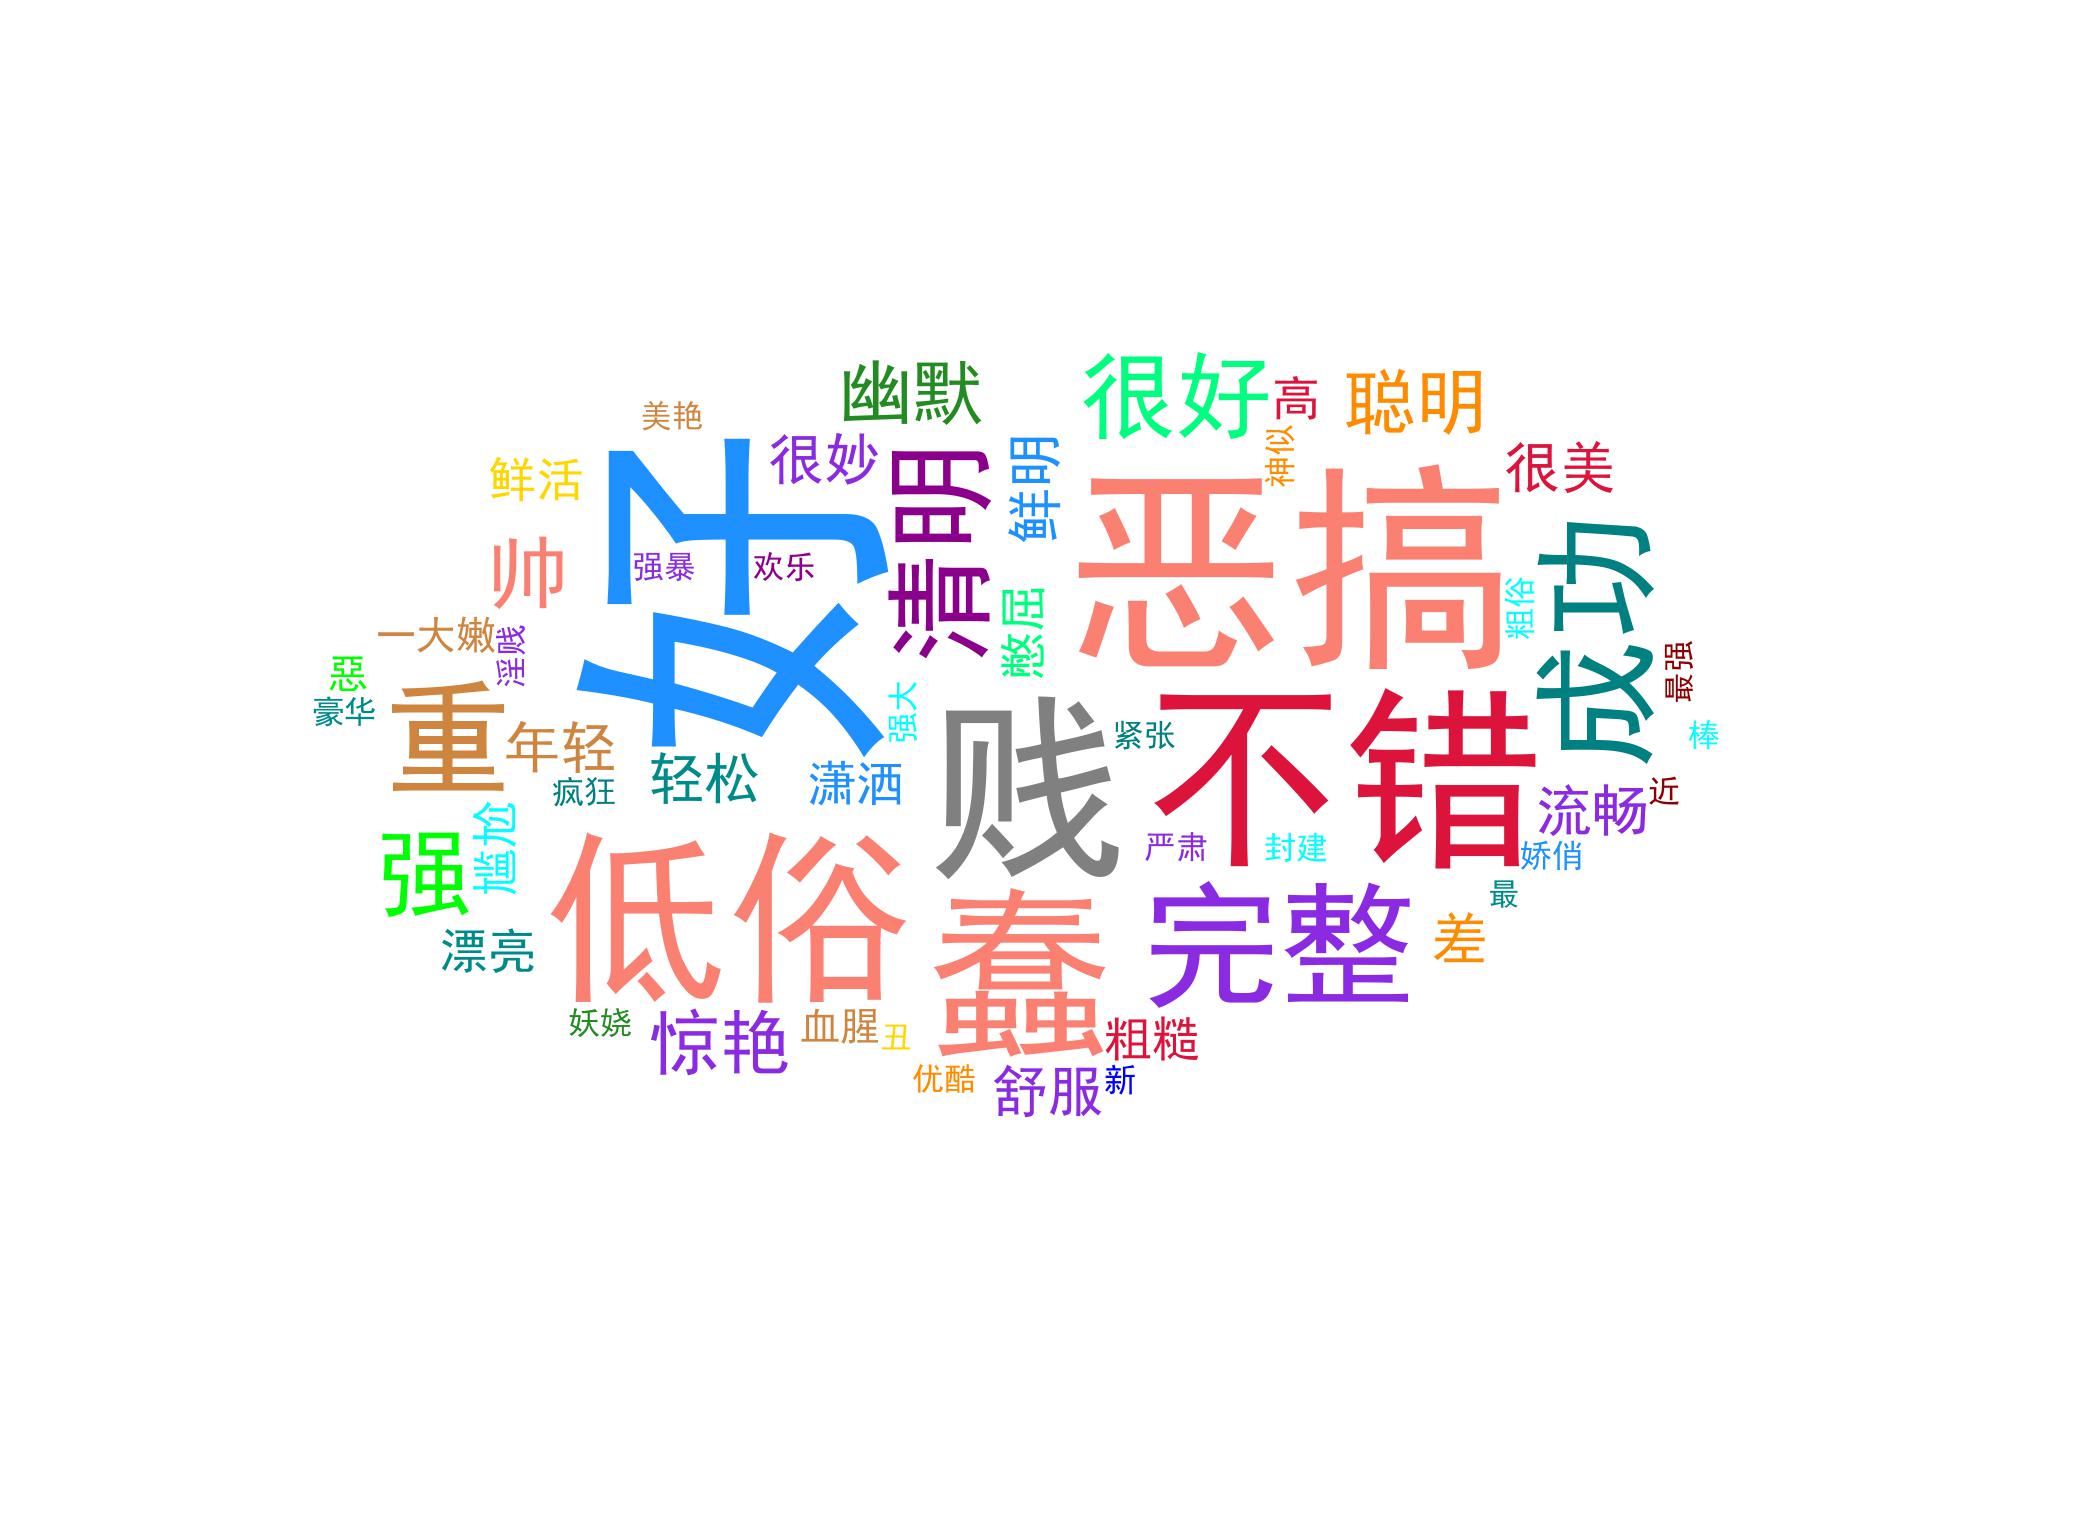 幽默
很好
高
聪明
美艳
很妙
鲜明
神似
很美
鲜活
好
清明
恶搞
成功
帅
强暴
欢乐
憋屈
粗俗
一大嫩
淫贱
惡
豪华
重
强大
贱
紧张
不错
最强
棒
年轻
轻松
潇洒
疯狂
近
流畅
尴尬
强
严肃
封建
娇俏
最
低俗
蠢
完整
差
漂亮
妖娆
惊艳
血腥
丑
粗糙
优酷
舒服
新